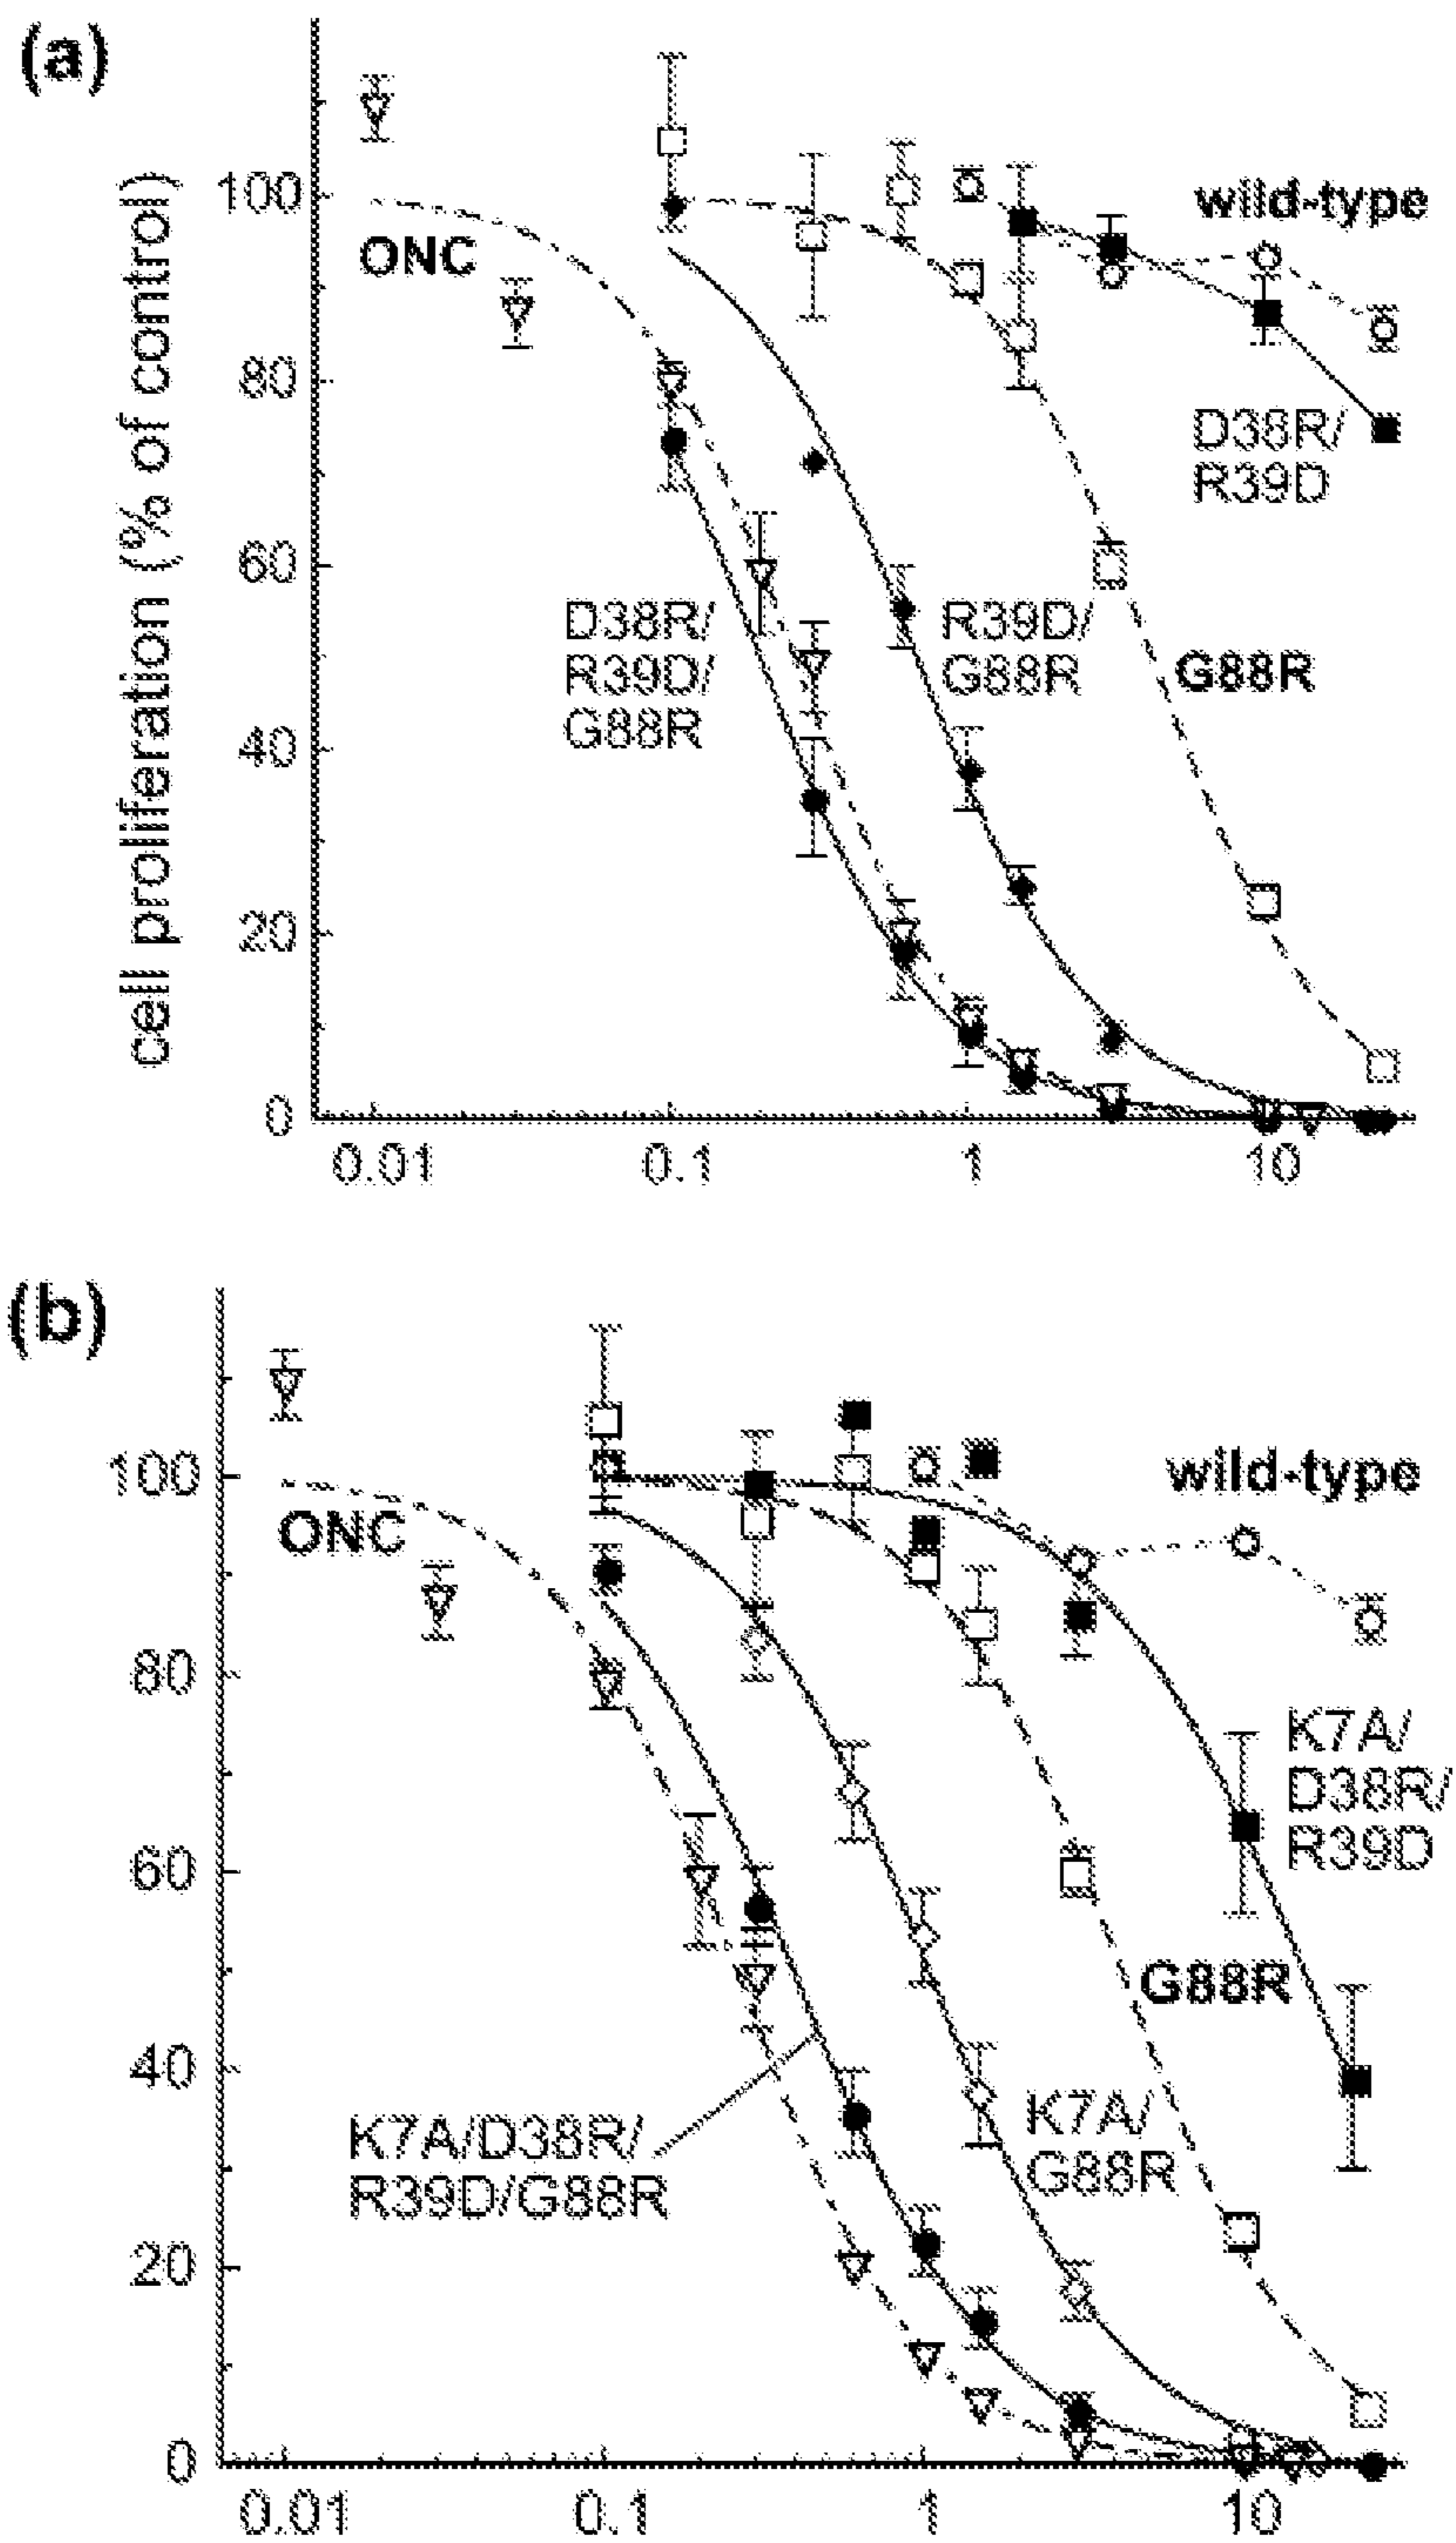 (a)
cell proliferation (% of control)
100
80
60
40
20
0
ONC
wild-type
D38R/
R39D
D38R/
R39D/
G88R
R39D/
G88R
G88R
0.01 0.1 1 10
(b)
100
80
60
40
20
0
ONC
wild-type
K7A/
D38R/
R39D
G88R
K7A/
G88R
K7A/D38R/
R39D/G88R
0.01 0.1 1 10